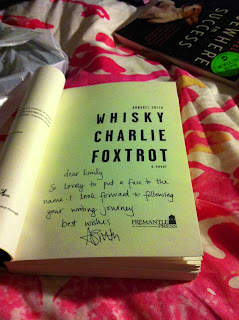 ANNABEL SMITH
WHISKY
CHARLIE
FOXTROT
A NOVEL
dear Emily
So lovely to put a face to the
name. I look forward to following
your writing journey
best wishes
ASmith
FREMANTLE
PRESS
SUCCESS